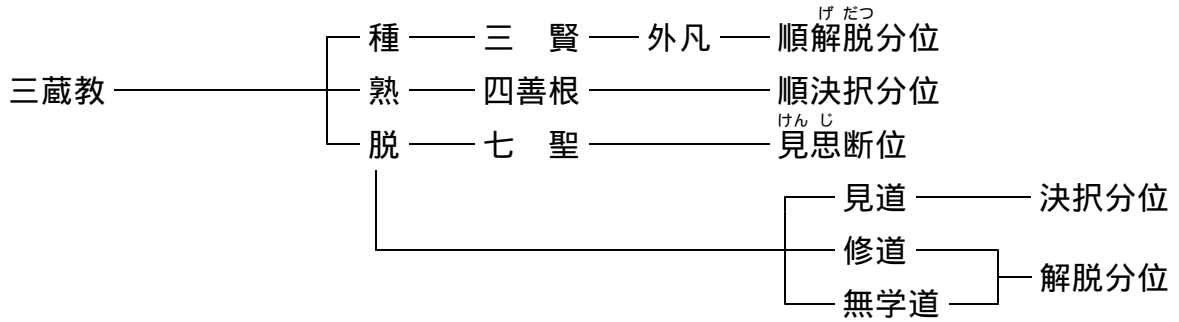 種 三 賢 外凡 順解脱分位
げ だつ
三蔵教 熟 四善根 順決択分位
脱 七 聖 見思断位
けん じ
見道 決択分位
修道
解脱分位
無学道